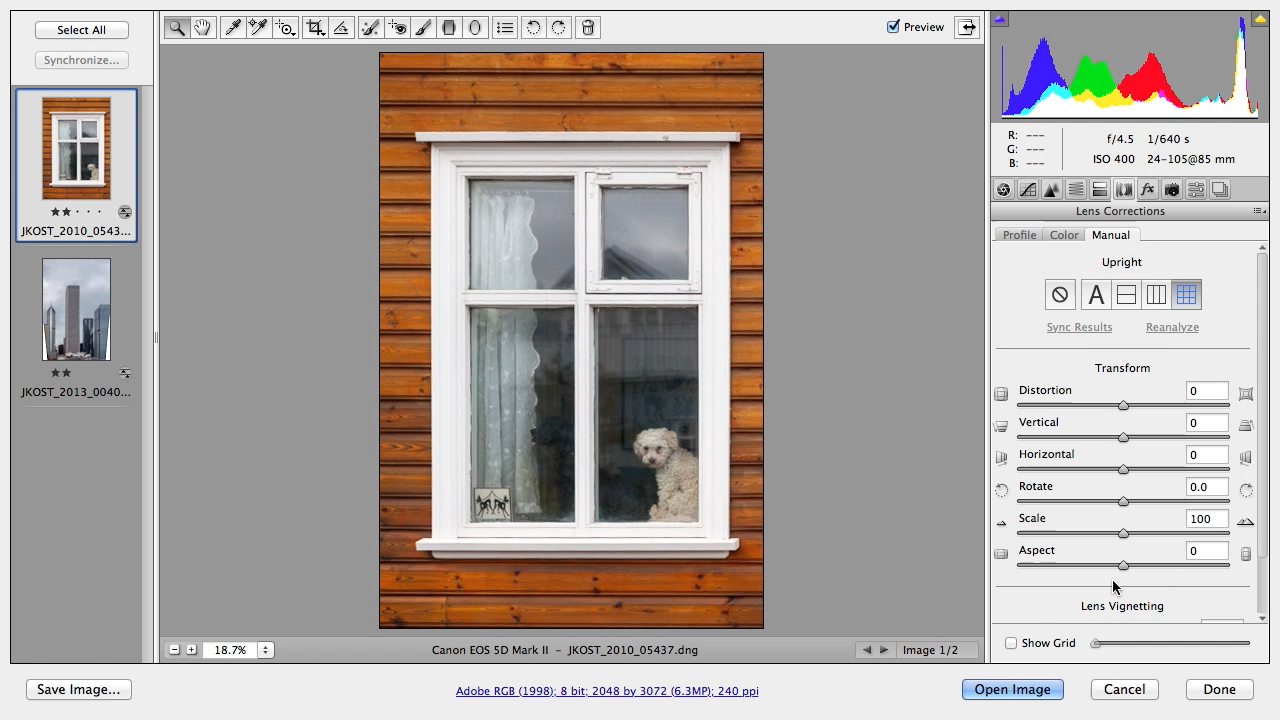 Select All
Synchronize...
JKOST_2010_0543...
JKOST_2013_0040...
Preview
18.7%
Canon EOS 5D Mark II – JKOST_2010_05437.dng
Image 1/2
R: ---
G: ---
B: ---
f/4.5 1/640 s
ISO 400 24-105@85 mm
fx
Lens Corrections
Profile Color Manual
Upright
A
Sync Results Reanalyze
Transform
Distortion 0
Vertical 0
Horizontal 0
Rotate 0.0
Scale 100
Aspect 0
Lens Vignetting
Show Grid
Save Image...
Adobe RGB (1998); 8 bit; 2048 by 3072 (6.3MP); 240 ppi
Open Image
Cancel
Done